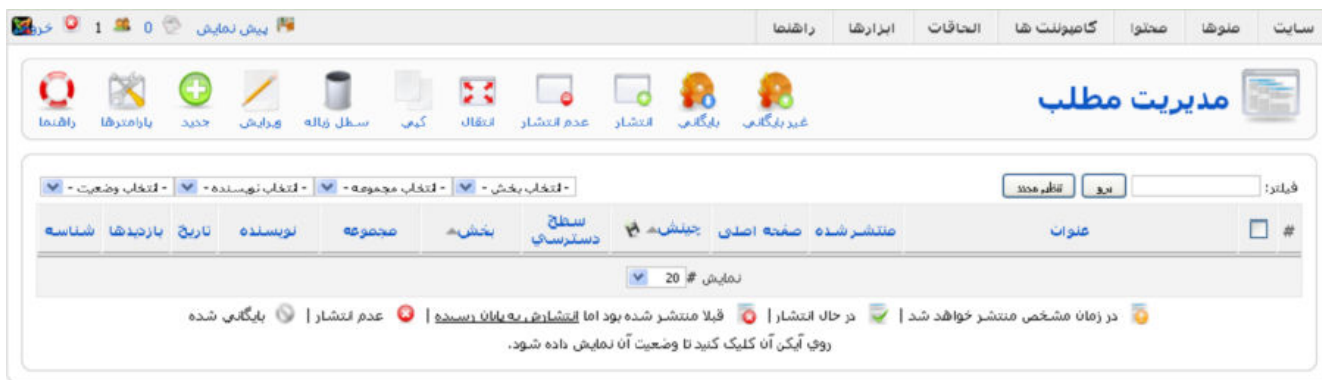 سایت منوها محتوا کامپوننت ها الحاقات ابزارها راهنما پیش نمایش 0 1 خروج
مدیریت مطلب
غیر بایگانی بایگانی انتشار عدم انتشار انتقال کپی سطل زباله ویرایش جدید پارامترها راهنما
فیلتر: برو تنظیم مجدد - انتخاب بخش - - انتخاب مجموعه - - انتخاب نویسنده - - انتخاب وضعیت -
# عنوان منتشر شده صفحه اصلی چینش سطح دسترسي بخش مجموعه نویسنده تاریخ بازدیدها شناسه
نمایش # 20
در زمان مشخص منتشر خواهد شد | در حال انتشار | قبلا منتشر شده بود اما انتشارش به پایان رسیده | عدم انتشار | بایگانی شده
روي آیکن آن کلیک کنید تا وضعیت آن نمایش داده شود.